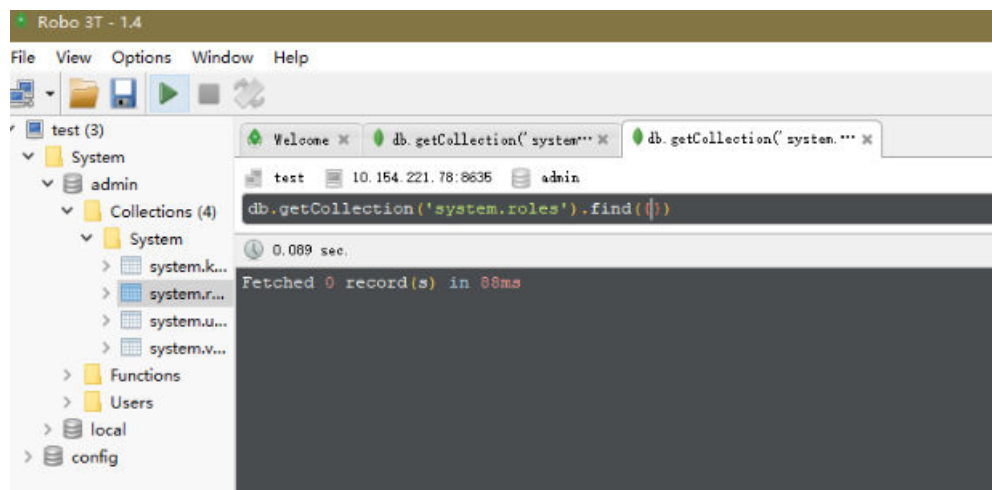 Robo 3T - 1.4
File View Options Window Help
test (3)
System
admin
Collections (4)
System
system.k...
system.r...
system.u...
system.v...
Functions
Users
local
config
Welcome db.getCollection('system… db.getCollection('system.…
test 10.154.221.78:8635 admin
db.getCollection('system.roles').find({})
0.089 sec.
Fetched 0 record(s) in 88ms